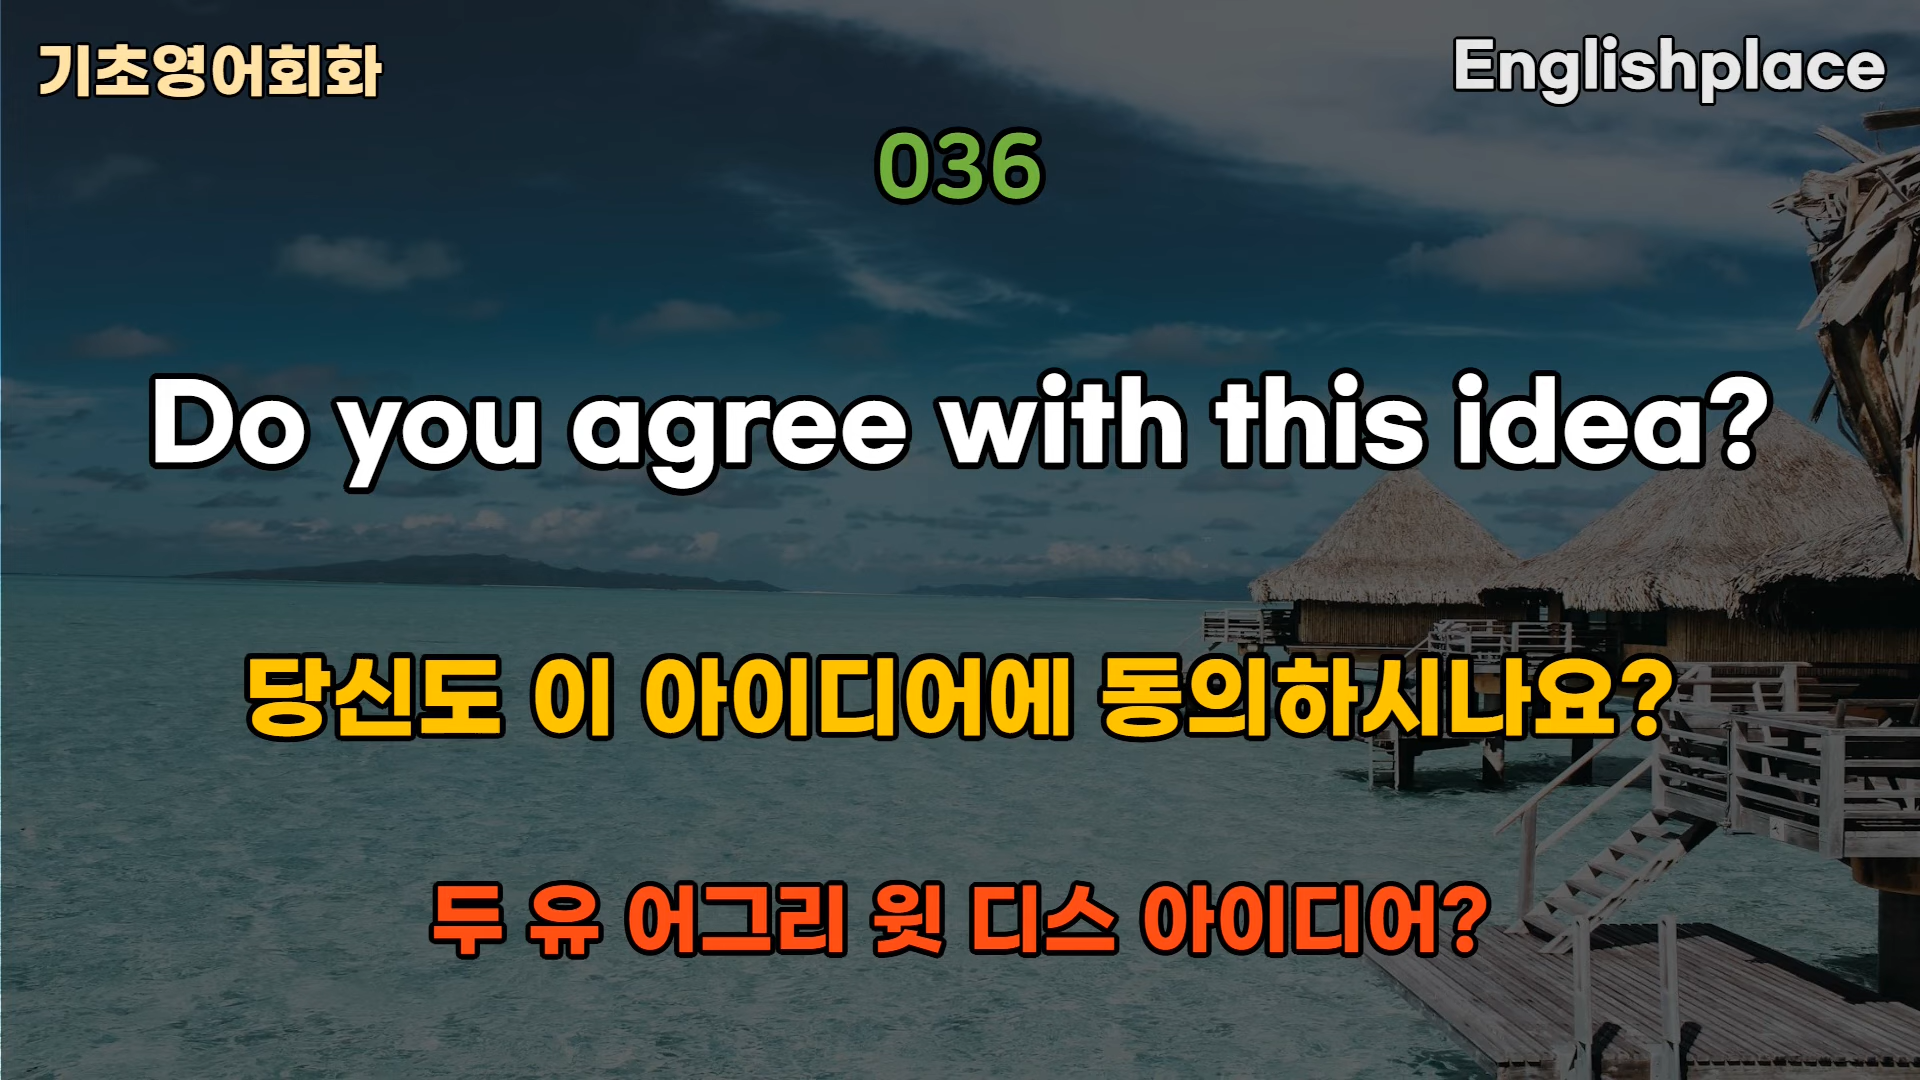 기초영어회화
Englishplace
036
Do you agree with this idea?
당신도 이 아이디어에 동의하시나요?
두 유 어그리 윗 디스 아이디어?